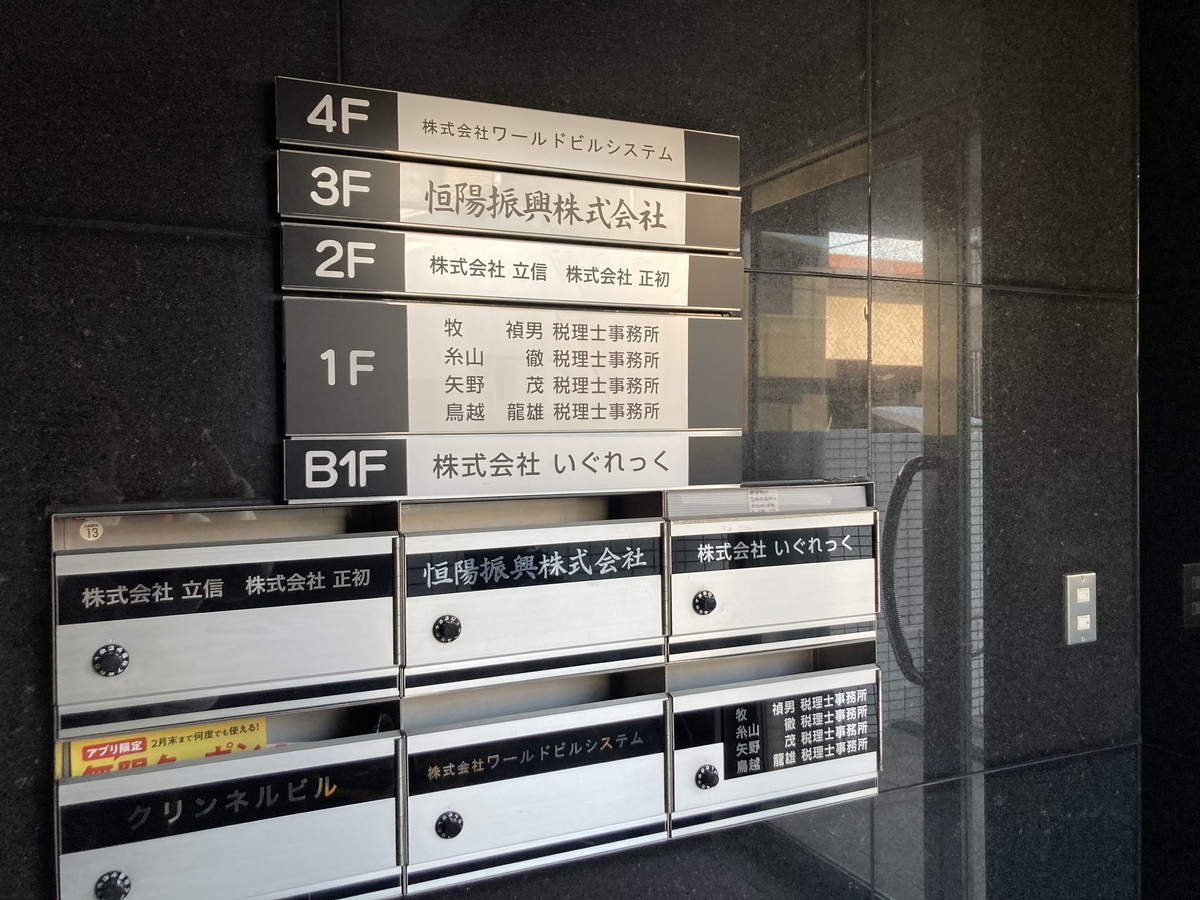 4F 株式会社ワールドビルシステム
3F 恒陽振興株式会社
2F 株式会社 立信 株式会社 正初
1F
牧 禎男 税理士事務所
糸山 徹 税理士事務所
矢野 茂 税理士事務所
鳥越 龍雄 税理士事務所
B1F 株式会社 いぐれっく
13
株式会社 立信 株式会社 正初
恒陽振興株式会社
株式会社 いぐれっく
アプリ限定 2月末まで何度でも使える!
クリンネルビル
株式会社ワールドビルシステム
牧 禎男 税理士事務所
糸山 徹 税理士事務所
矢野 茂 税理士事務所
鳥越 龍雄 税理士事務所